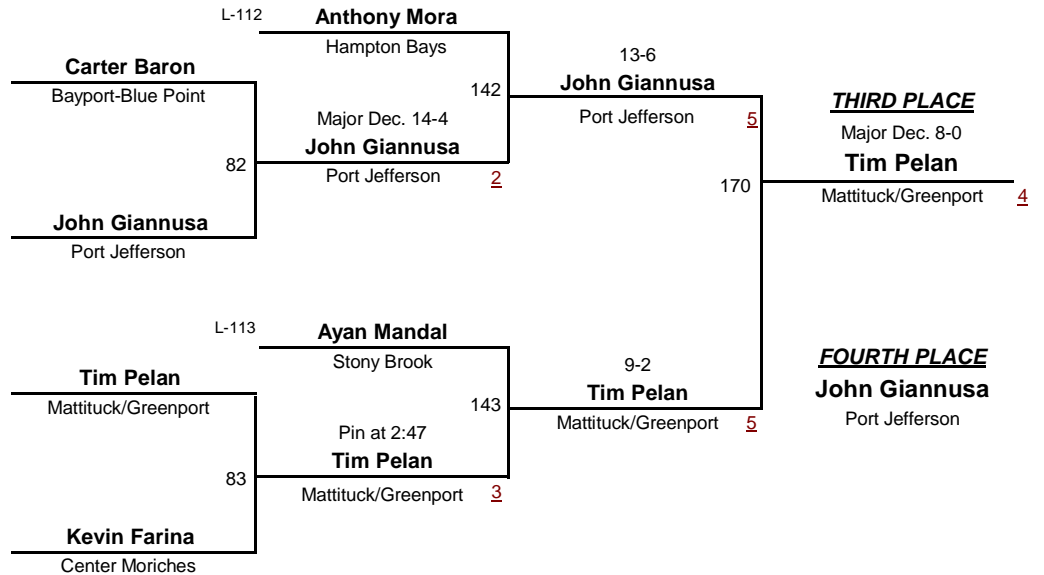 L-112
Anthony Mora
Hampton Bays
Carter Baron
Bayport-Blue Point
142
13-6
John Giannusa
Port Jefferson 5
Major Dec. 14-4
John Giannusa
Port Jefferson 2
82
John Giannusa
Port Jefferson
THIRD PLACE
Major Dec. 8-0
Tim Pelan
Mattituck/Greenport 4
170
L-113
Ayan Mandal
Stony Brook
Tim Pelan
Mattituck/Greenport
143
9-2
Tim Pelan
Mattituck/Greenport 5
Pin at 2:47
Tim Pelan
Mattituck/Greenport 3
83
Kevin Farina
Center Moriches
FOURTH PLACE
John Giannusa
Port Jefferson